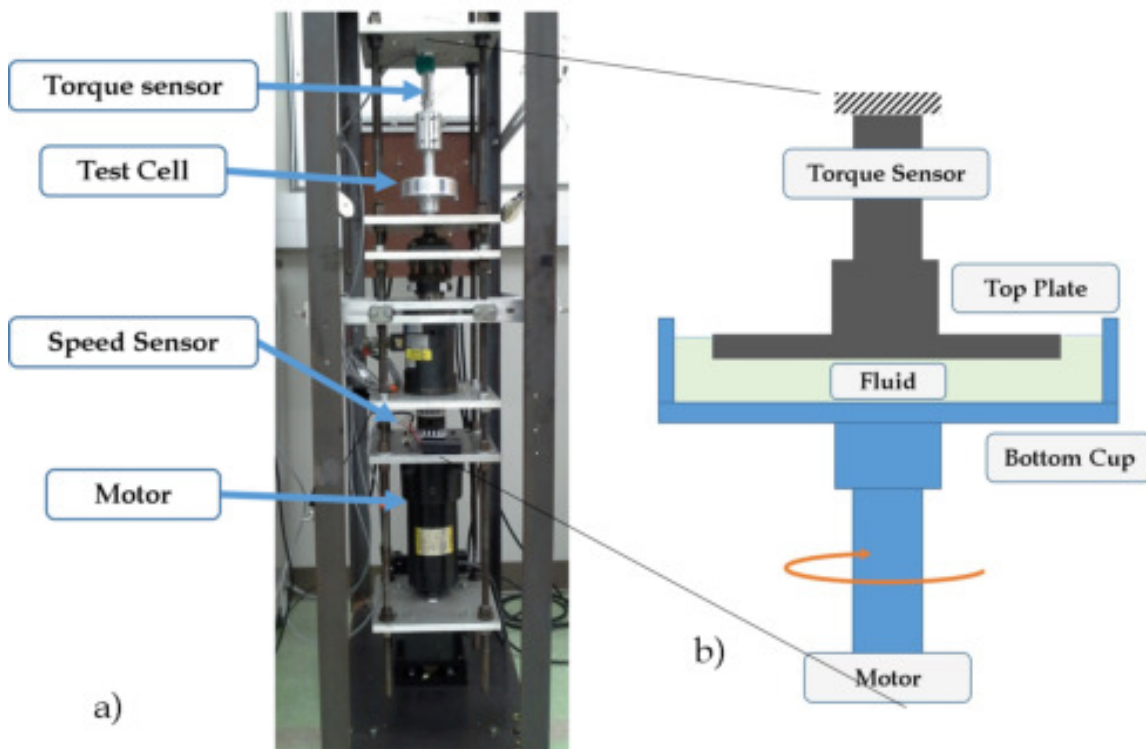 Torque sensor
Test Cell
Speed Sensor
Motor
a)
Torque Sensor
Top Plate
Fluid
Bottom Cup
b)
Motor